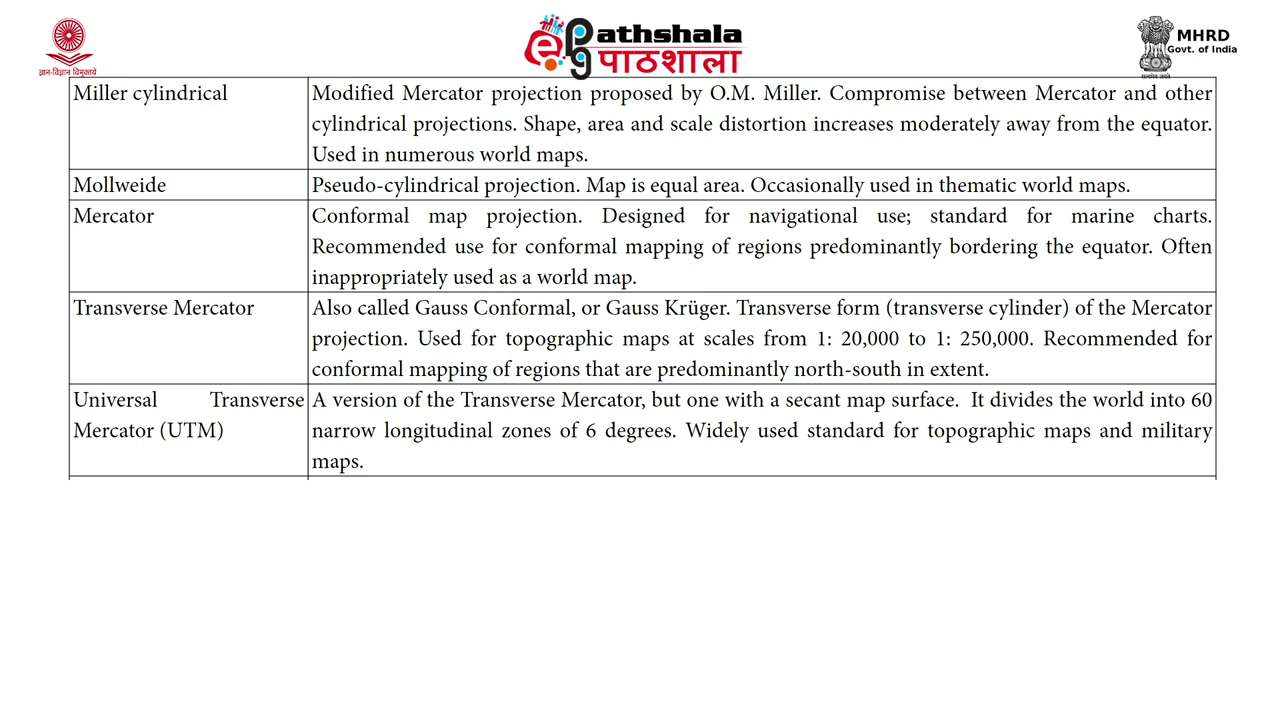 ज्ञान-विज्ञान विमुक्तये
ePathshala
पाठशाला
MHRD
Govt. of India
सत्यमेव जयते
Miller cylindrical
Modified Mercator projection proposed by O.M. Miller. Compromise between Mercator and other
cylindrical projections. Shape, area and scale distortion increases moderately away from the equator.
Used in numerous world maps.
Mollweide
Pseudo-cylindrical projection. Map is equal area. Occasionally used in thematic world maps.
Mercator
Conformal map projection. Designed for navigational use; standard for marine charts.
Recommended use for conformal mapping of regions predominantly bordering the equator. Often
inappropriately used as a world map.
Transverse Mercator
Also called Gauss Conformal, or Gauss Krüger. Transverse form (transverse cylinder) of the Mercator
projection. Used for topographic maps at scales from 1: 20,000 to 1: 250,000. Recommended for
conformal mapping of regions that are predominantly north-south in extent.
Universal Transverse
Mercator (UTM)
A version of the Transverse Mercator, but one with a secant map surface. It divides the world into 60
narrow longitudinal zones of 6 degrees. Widely used standard for topographic maps and military
maps.